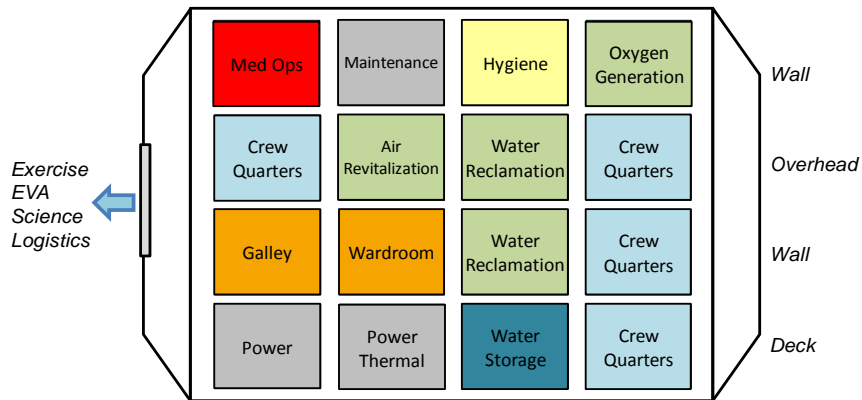 Med Ops
Maintenance
Hygiene
Oxygen
Generation
Wall
Crew
Quarters
Air
Revitalization
Water
Reclamation
Crew
Quarters
Overhead
Exercise
EVA
Science
Logistics
Galley
Wardroom
Water
Reclamation
Crew
Quarters
Wall
Power
Power
Thermal
Water
Storage
Crew
Quarters
Deck